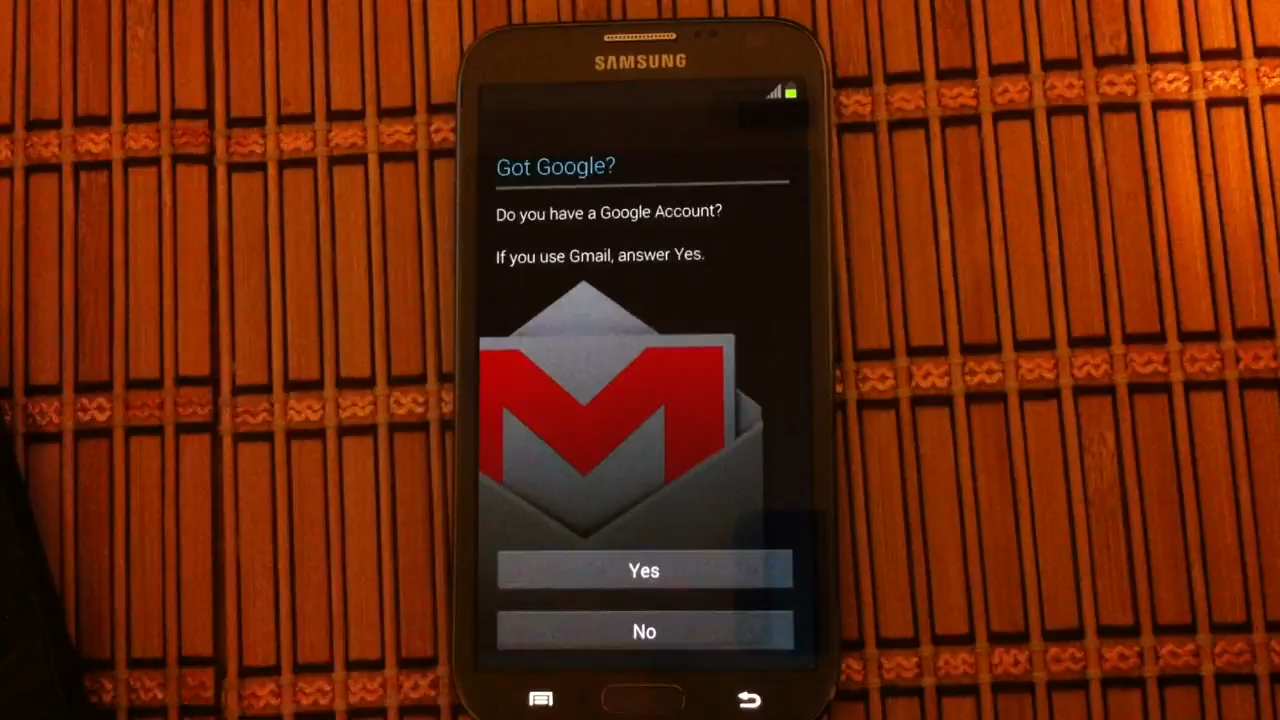 SAMSUNG
Got Google?
Do you have a Google Account?
If you use Gmail, answer Yes.
Yes
No